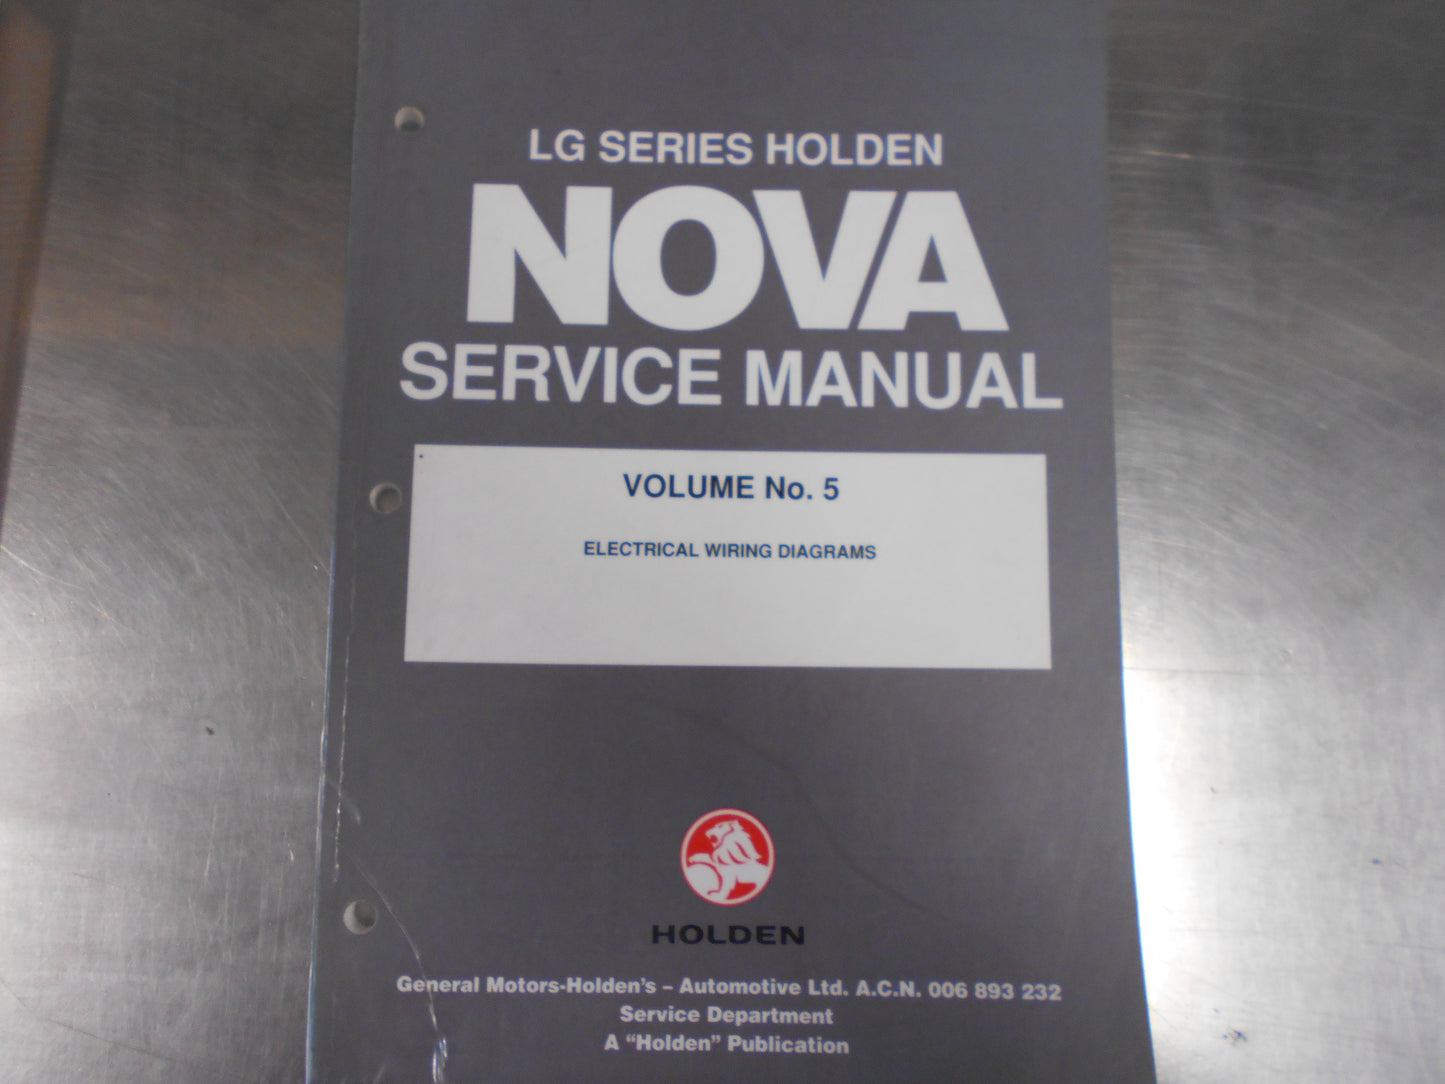 LG SERIES HOLDEN
NOVA
SERVICE MANUAL
VOLUME No. 5
ELECTRICAL WIRING DIAGRAMS
HOLDEN
General Motors-Holden's – Automotive Ltd. A.C.N. 006 893 232
Service Department
A “Holden” Publication